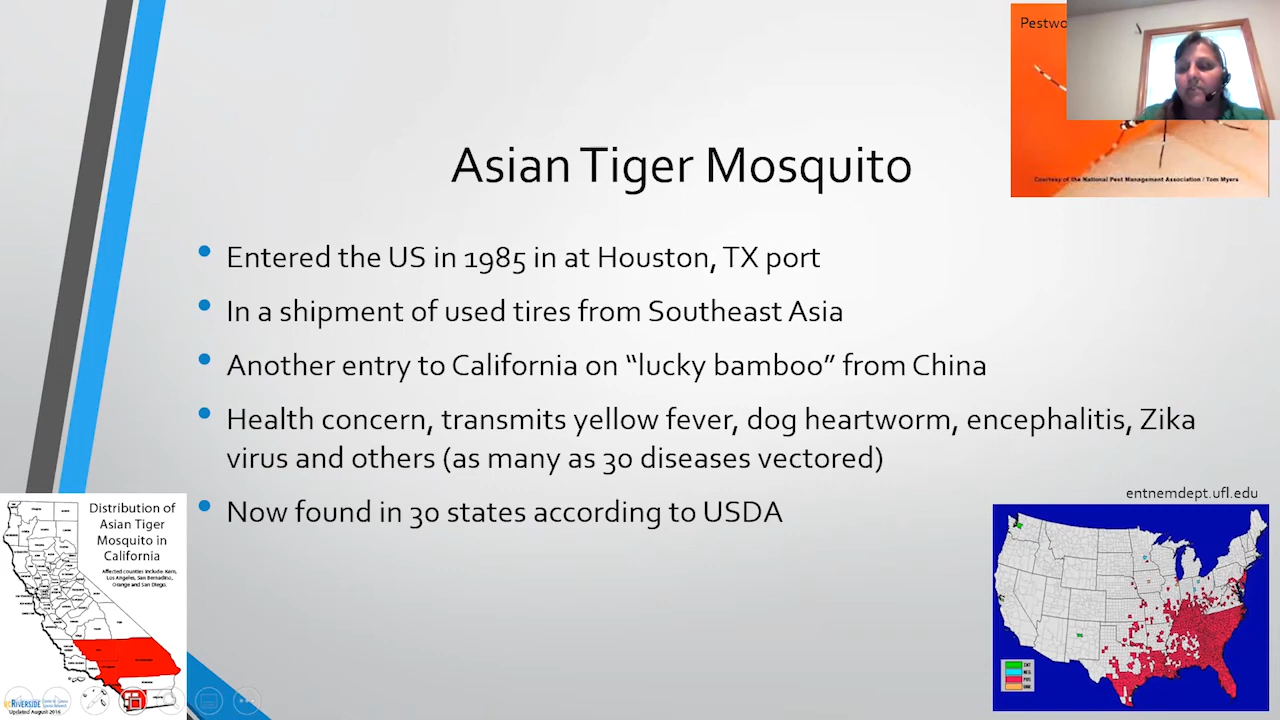 Pestwo
Courtesy of the National Pest Management Association / Tom Myers
Asian Tiger Mosquito
Entered the US in 1985 in at Houston, TX port
In a shipment of used tires from Southeast Asia
Another entry to California on “lucky bamboo” from China
Health concern, transmits yellow fever, dog heartworm, encephalitis, Zika
virus and others (as many as 30 diseases vectored)
Now found in 30 states according to USDA
Distribution of
Asian Tiger
Mosquito in
California
Affected counties include: Kern,
Los Angeles, San Bernadino,
Orange and San Diego.
RIVERSIDE
Updated August 2016
entnemdept.ufl.edu